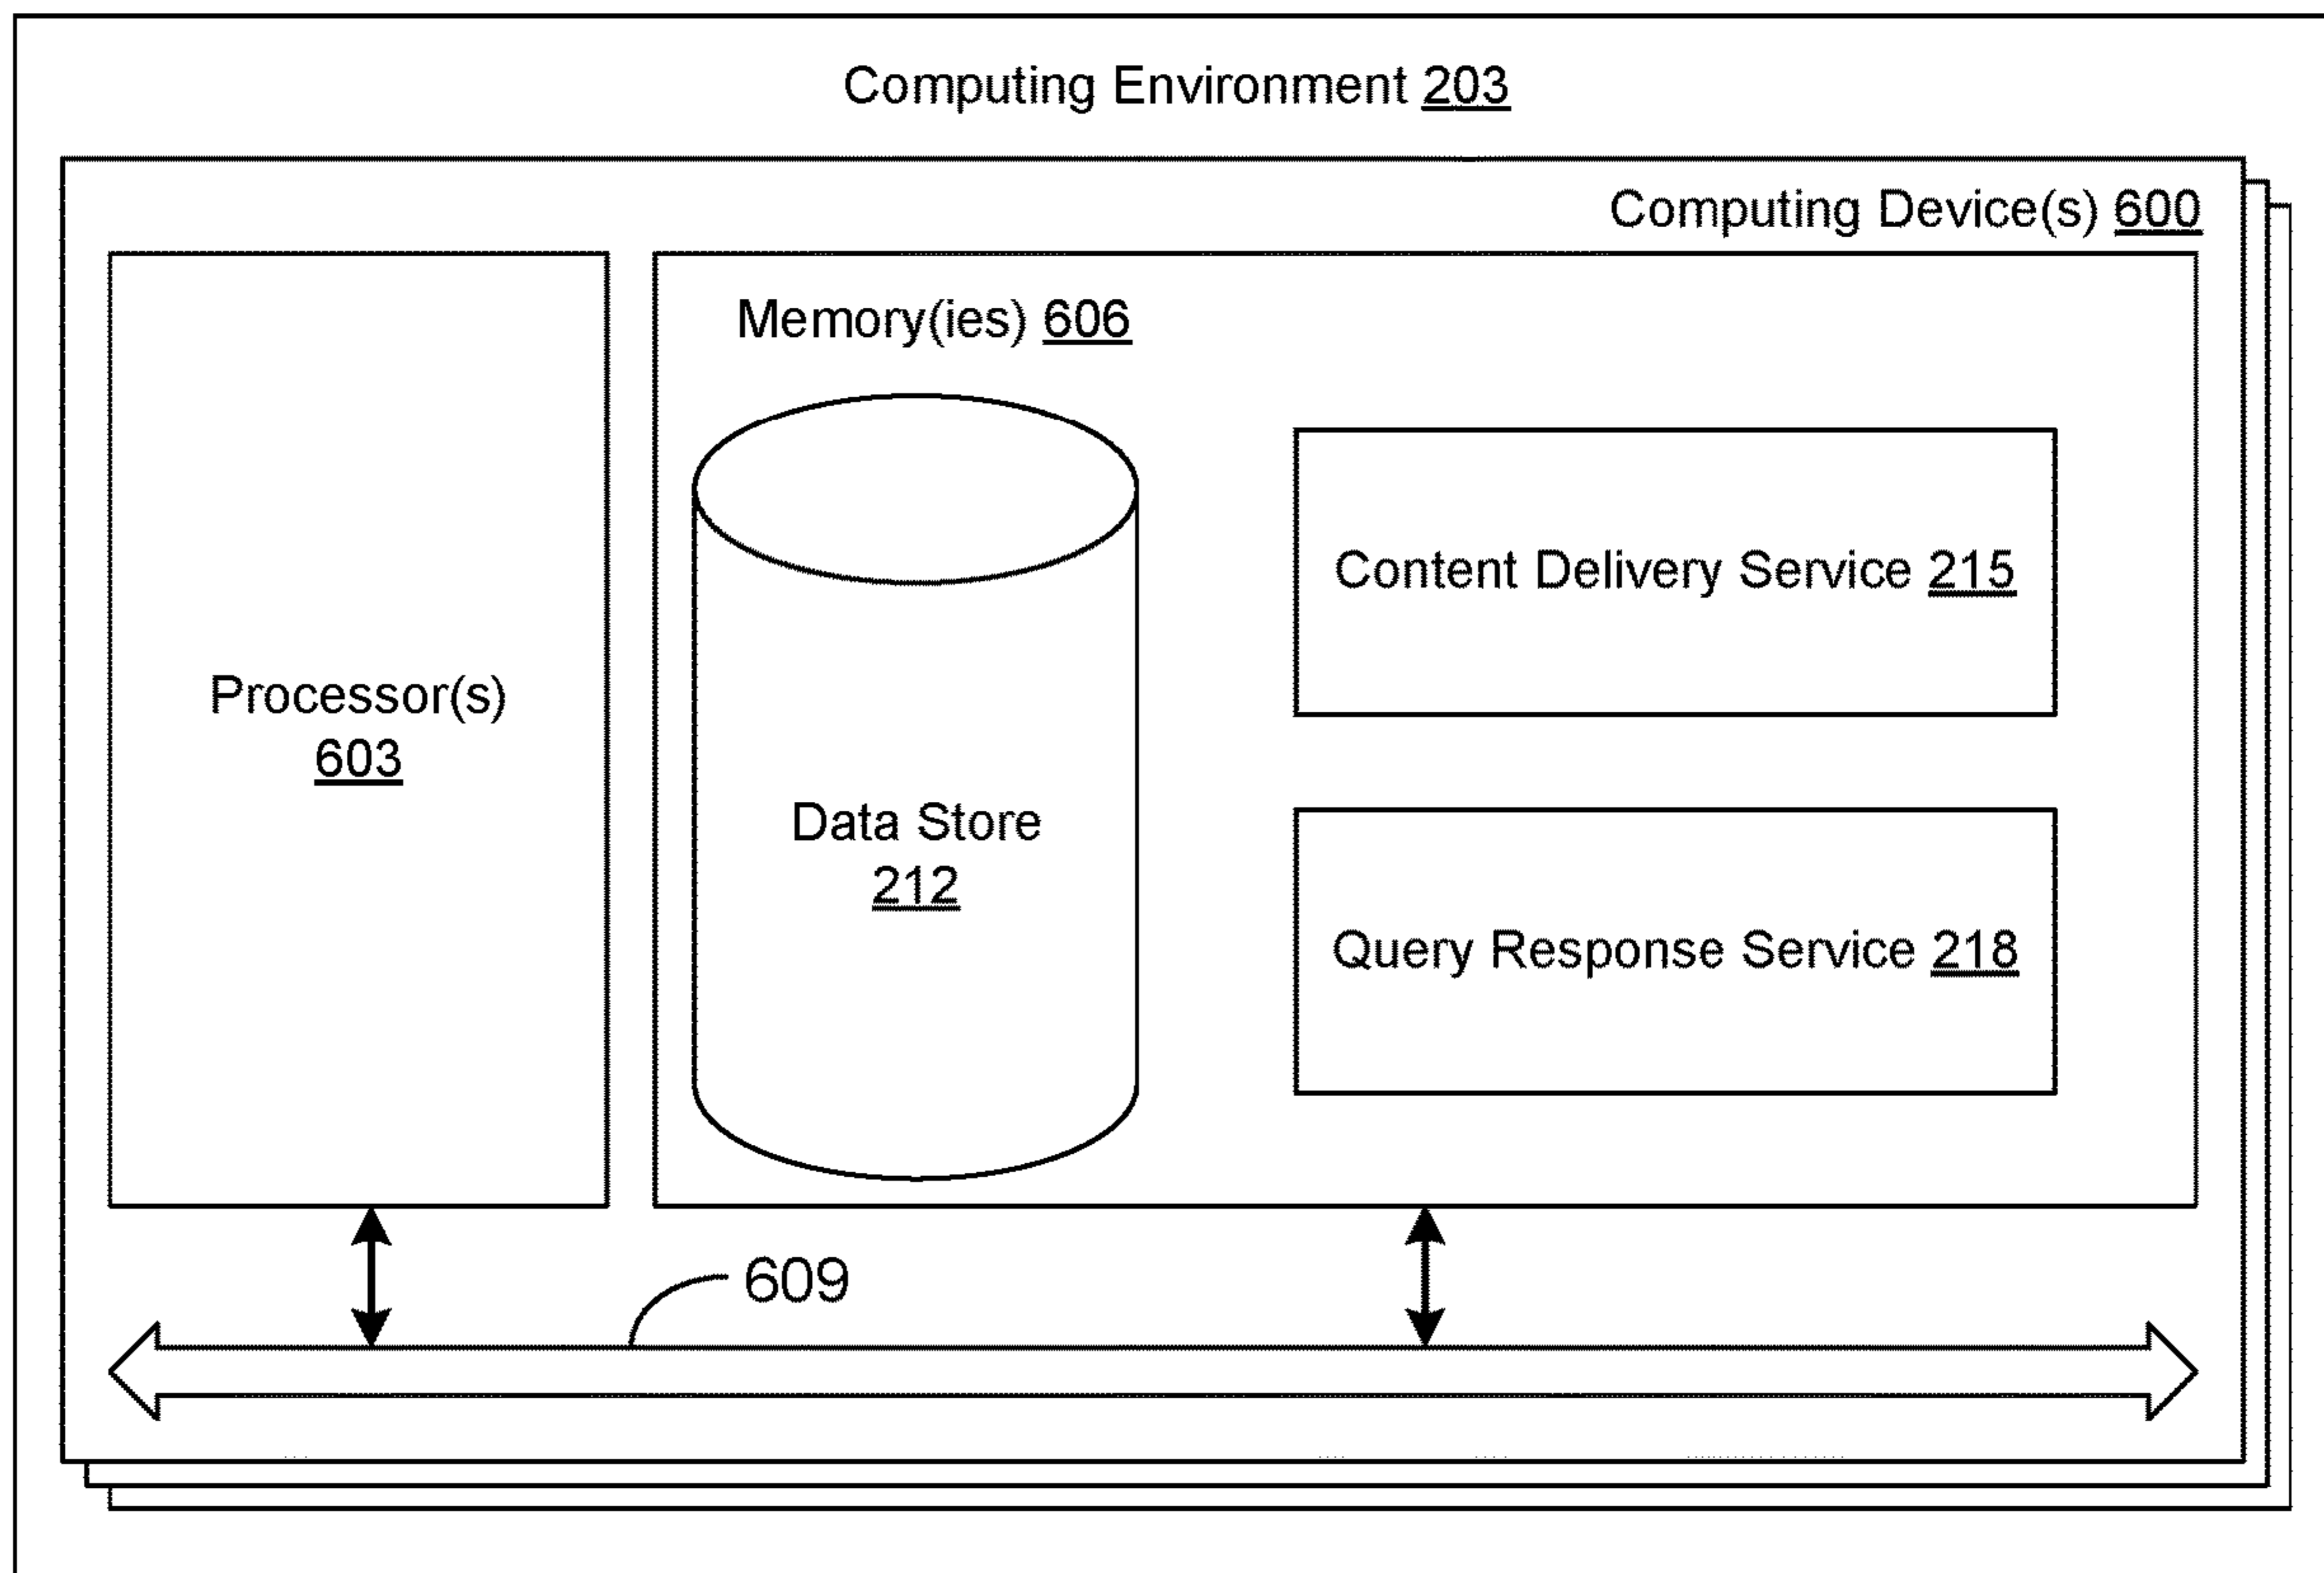 Computing Environment 203
Computing Device(s) 600
Memory(ies) 606
Content Delivery Service 215
Processor(s)
603
Data Store
212
Query Response Service 218
609